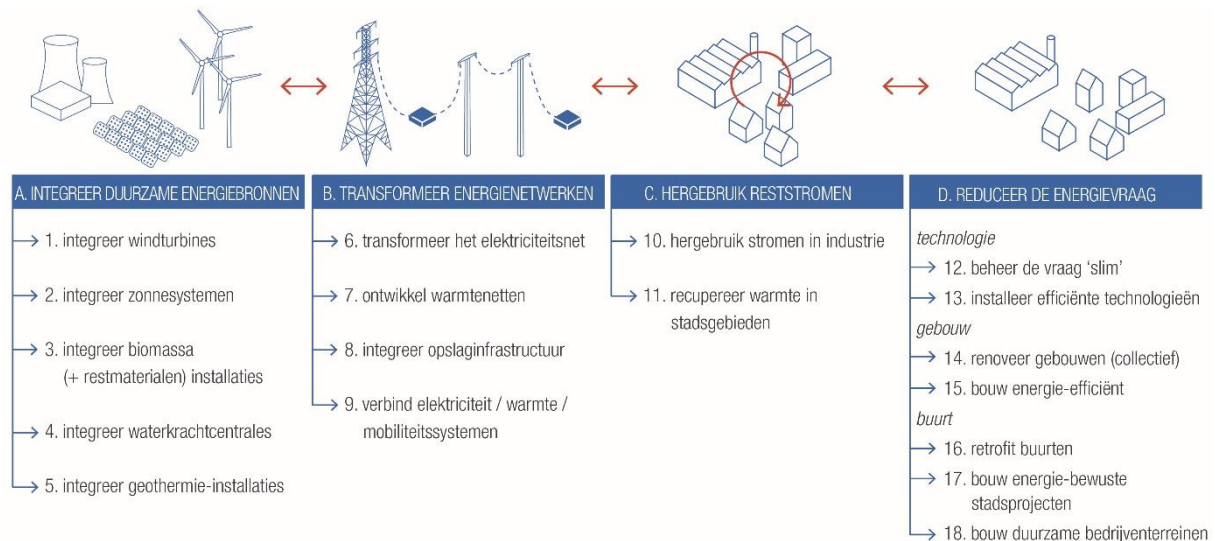 A. INTEGREER DUURZAME ENERGIEBRONNEN
1. integreer windturbines
2. integreer zonnesystemen
3. integreer biomassa
(+ restmaterialen) installaties
4. integreer waterkrachtcentrales
5. integreer geothermie-installaties
B. TRANSFORMEER ENERGIENETWERKEN
6. transformeer het elektriciteitsnet
7. ontwikkel warmtenetten
8. integreer opslaginfrastructuur
9. verbind elektriciteit / warmte /
mobiliteitssystemen
C. HERGEBRUIK RESTSTROMEN
10. hergebruik stromen in industrie
11. recupereer warmte in
stadsgebieden
D. REDUCEER DE ENERGIEVRAAG
technologie
12. beheer de vraag ‘slim’
13. installeer efficiënte technologieën
gebouw
14. renoveer gebouwen (collectief)
15. bouw energie-efficiënt
buurt
16. retrofit buurten
17. bouw energie-bewuste
stadsprojecten
18. bouw duurzame bedrijventerreinen